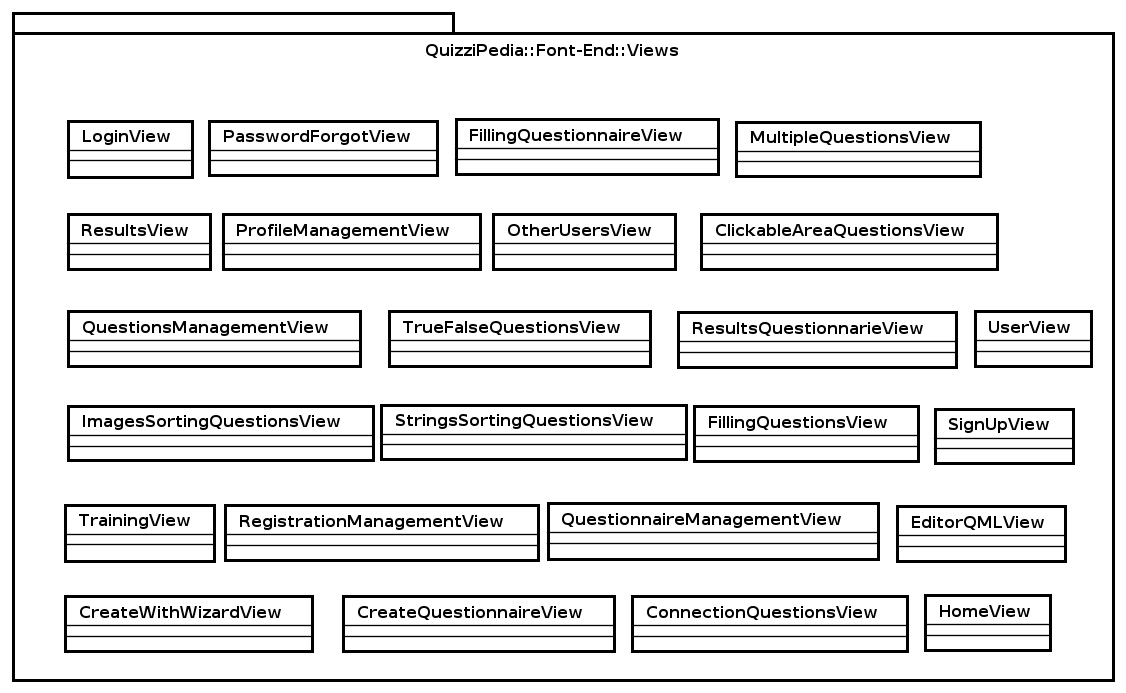 QuizziPedia::Font-End::Views
LoginView PasswordForgotView FillingQuestionnaireView MultipleQuestionsView
ResultsView ProfileManagementView OtherUsersView ClickableAreaQuestionsView
QuestionsManagementView TrueFalseQuestionsView ResultsQuestionnarieView UserView
ImagesSortingQuestionsView StringsSortingQuestionsView FillingQuestionsView SignUpView
TrainingView RegistrationManagementView QuestionnaireManagementView EditorQMLView
CreateWithWizardView CreateQuestionnaireView ConnectionQuestionsView HomeView